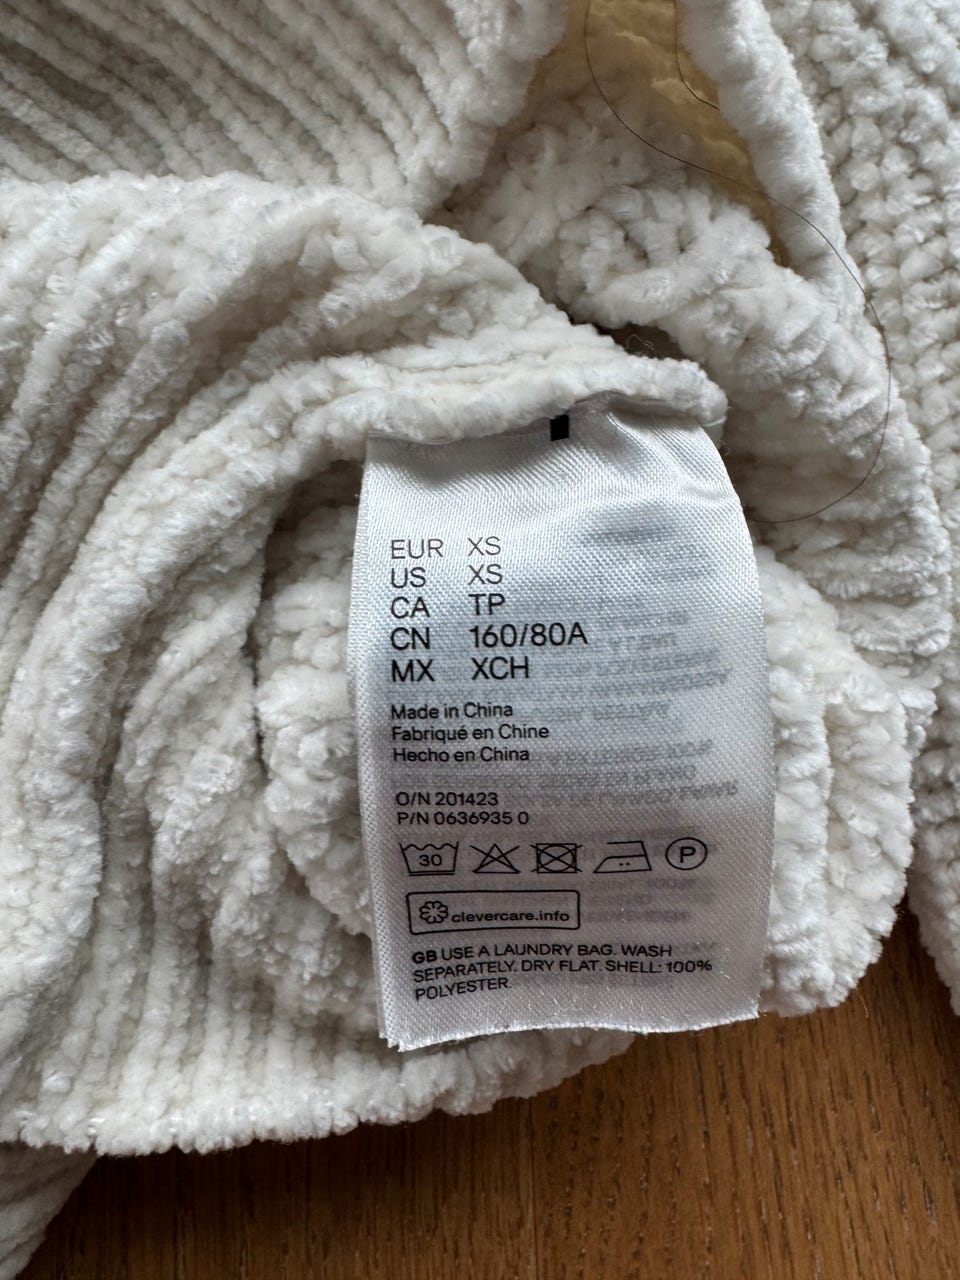 EUR XS
US XS
CA TP
CN 160/80A
MX XCH
Made in China
Fabriqué en Chine
Hecho en China
O/N 201423
P/N 0636935 0
30
P
clevercare.info
GB USE A LAUNDRY BAG. WASH
SEPARATELY. DRY FLAT. SHELL: 100%
POLYESTER.